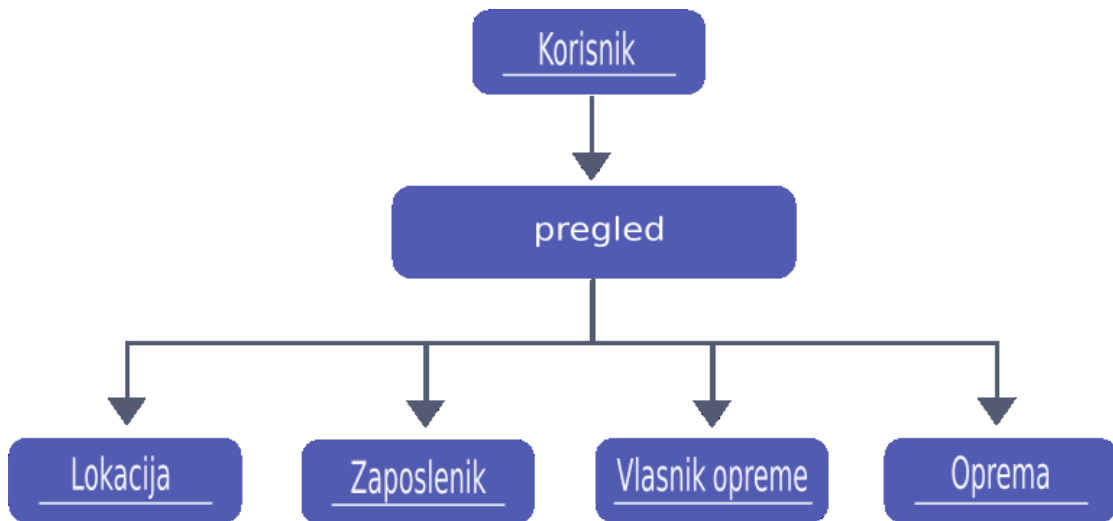 Korisnik
pregled
Lokacija
Zaposlenik
Vlasnik opreme
Oprema